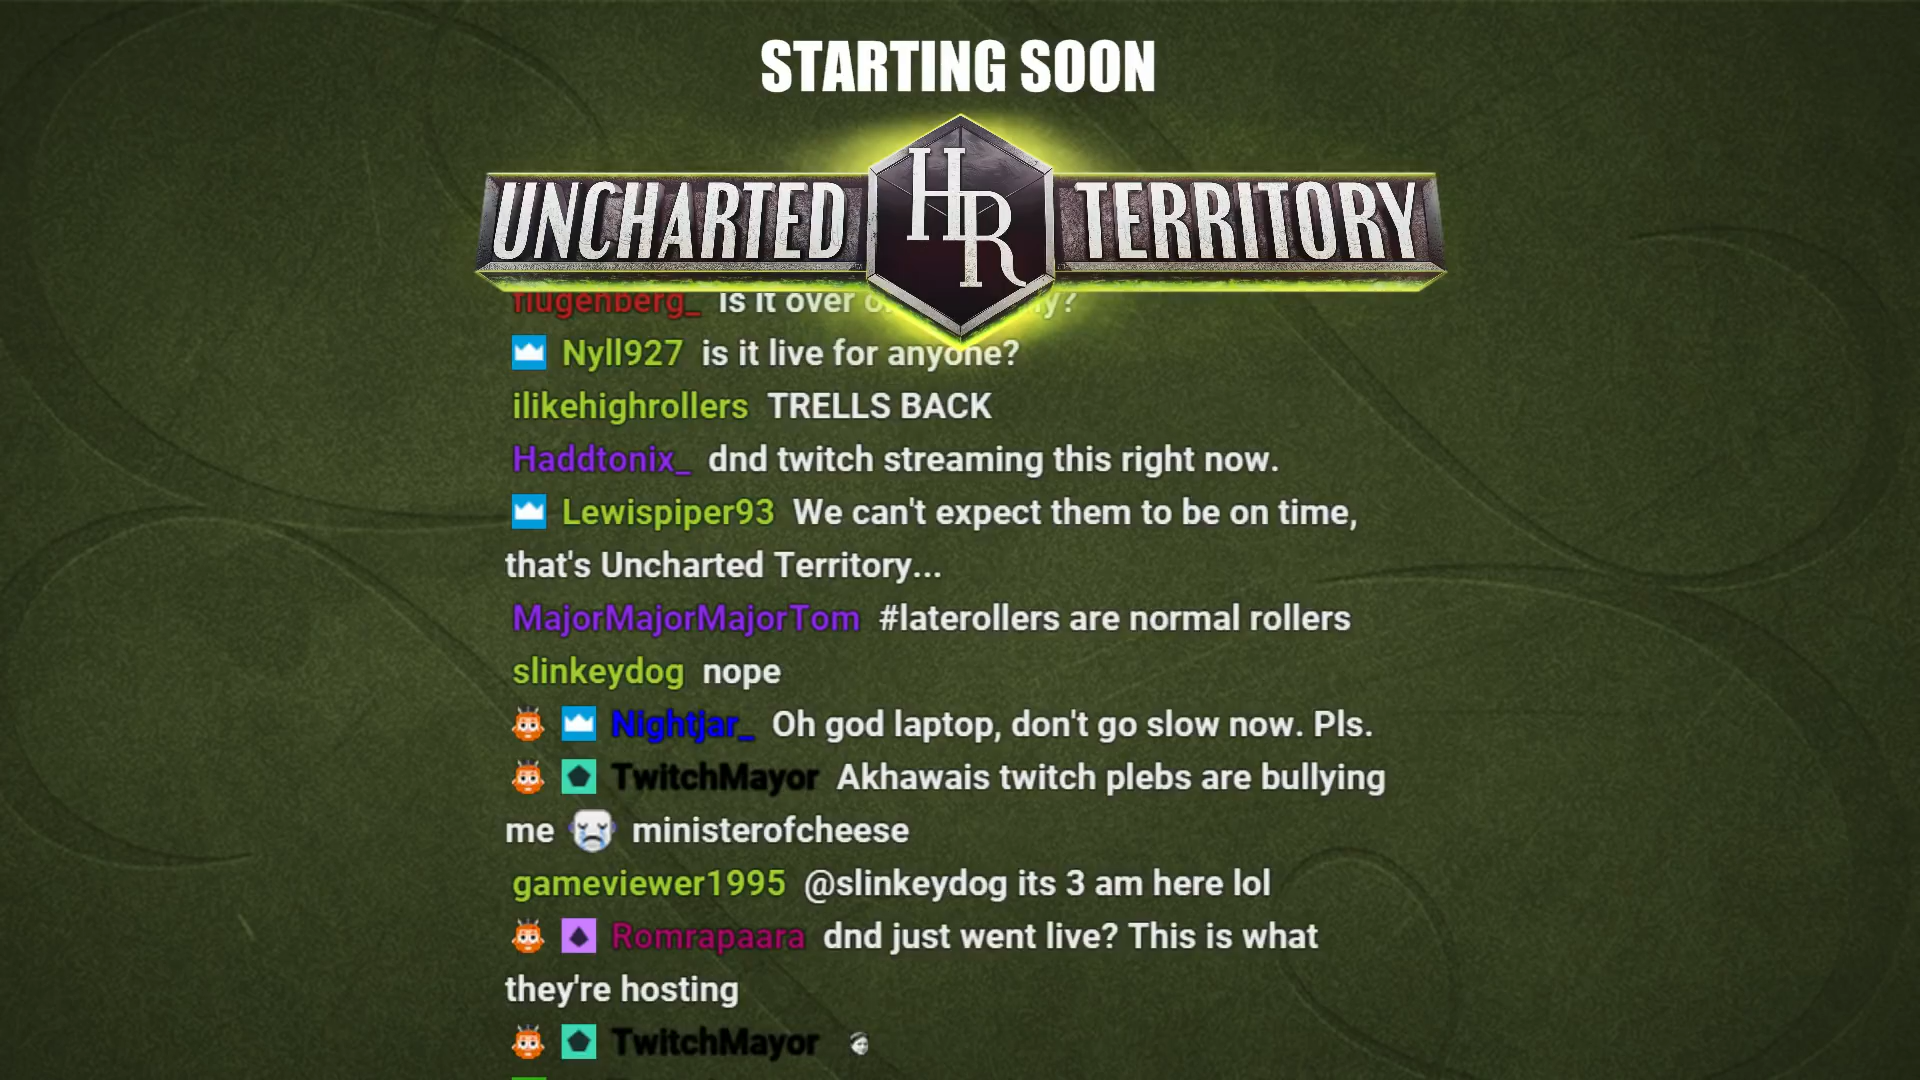 STARTING SOON
UNCHARTED HR TERRITORY
flugenberg_ Is it over
Nyll927 is it live for anyone?
ilikehighrollers TRELLS BACK
Haddtonix_ dnd twitch streaming this right now.
Lewispiper93 We can't expect them to be on time,
that's Uncharted Territory...
MajorMajorMajorTom #laterollers are normal rollers
slinkeydog nope
Nightjar_ Oh god laptop, don't go slow now. Pls.
TwitchMayor Akhawais twitch plebs are bullying
me ministerofcheese
gameviewer1995 @slinkeydog its 3 am here lol
Romrapaara dnd just went live? This is what
they're hosting
TwitchMayor